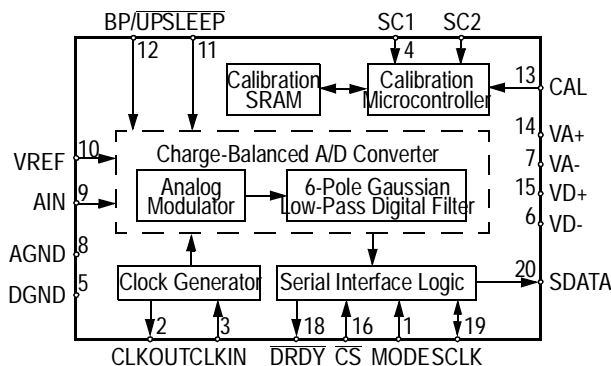 BP/UPSLEEP SC1 SC2
12 11 4
Calibration SRAM
Calibration Microcontroller
13 CAL
14 VA+
7 VA-
15 VD+
6 VD-
VREF 10
AIN 9
AGND 8
DGND 5
Charge-Balanced A/D Converter
Analog Modulator
6-Pole Gaussian Low-Pass Digital Filter
Clock Generator
Serial Interface Logic
20 SDATA
2 3 18 16 1 19
CLKOUTCLKIN DRDY CS MODESCLK